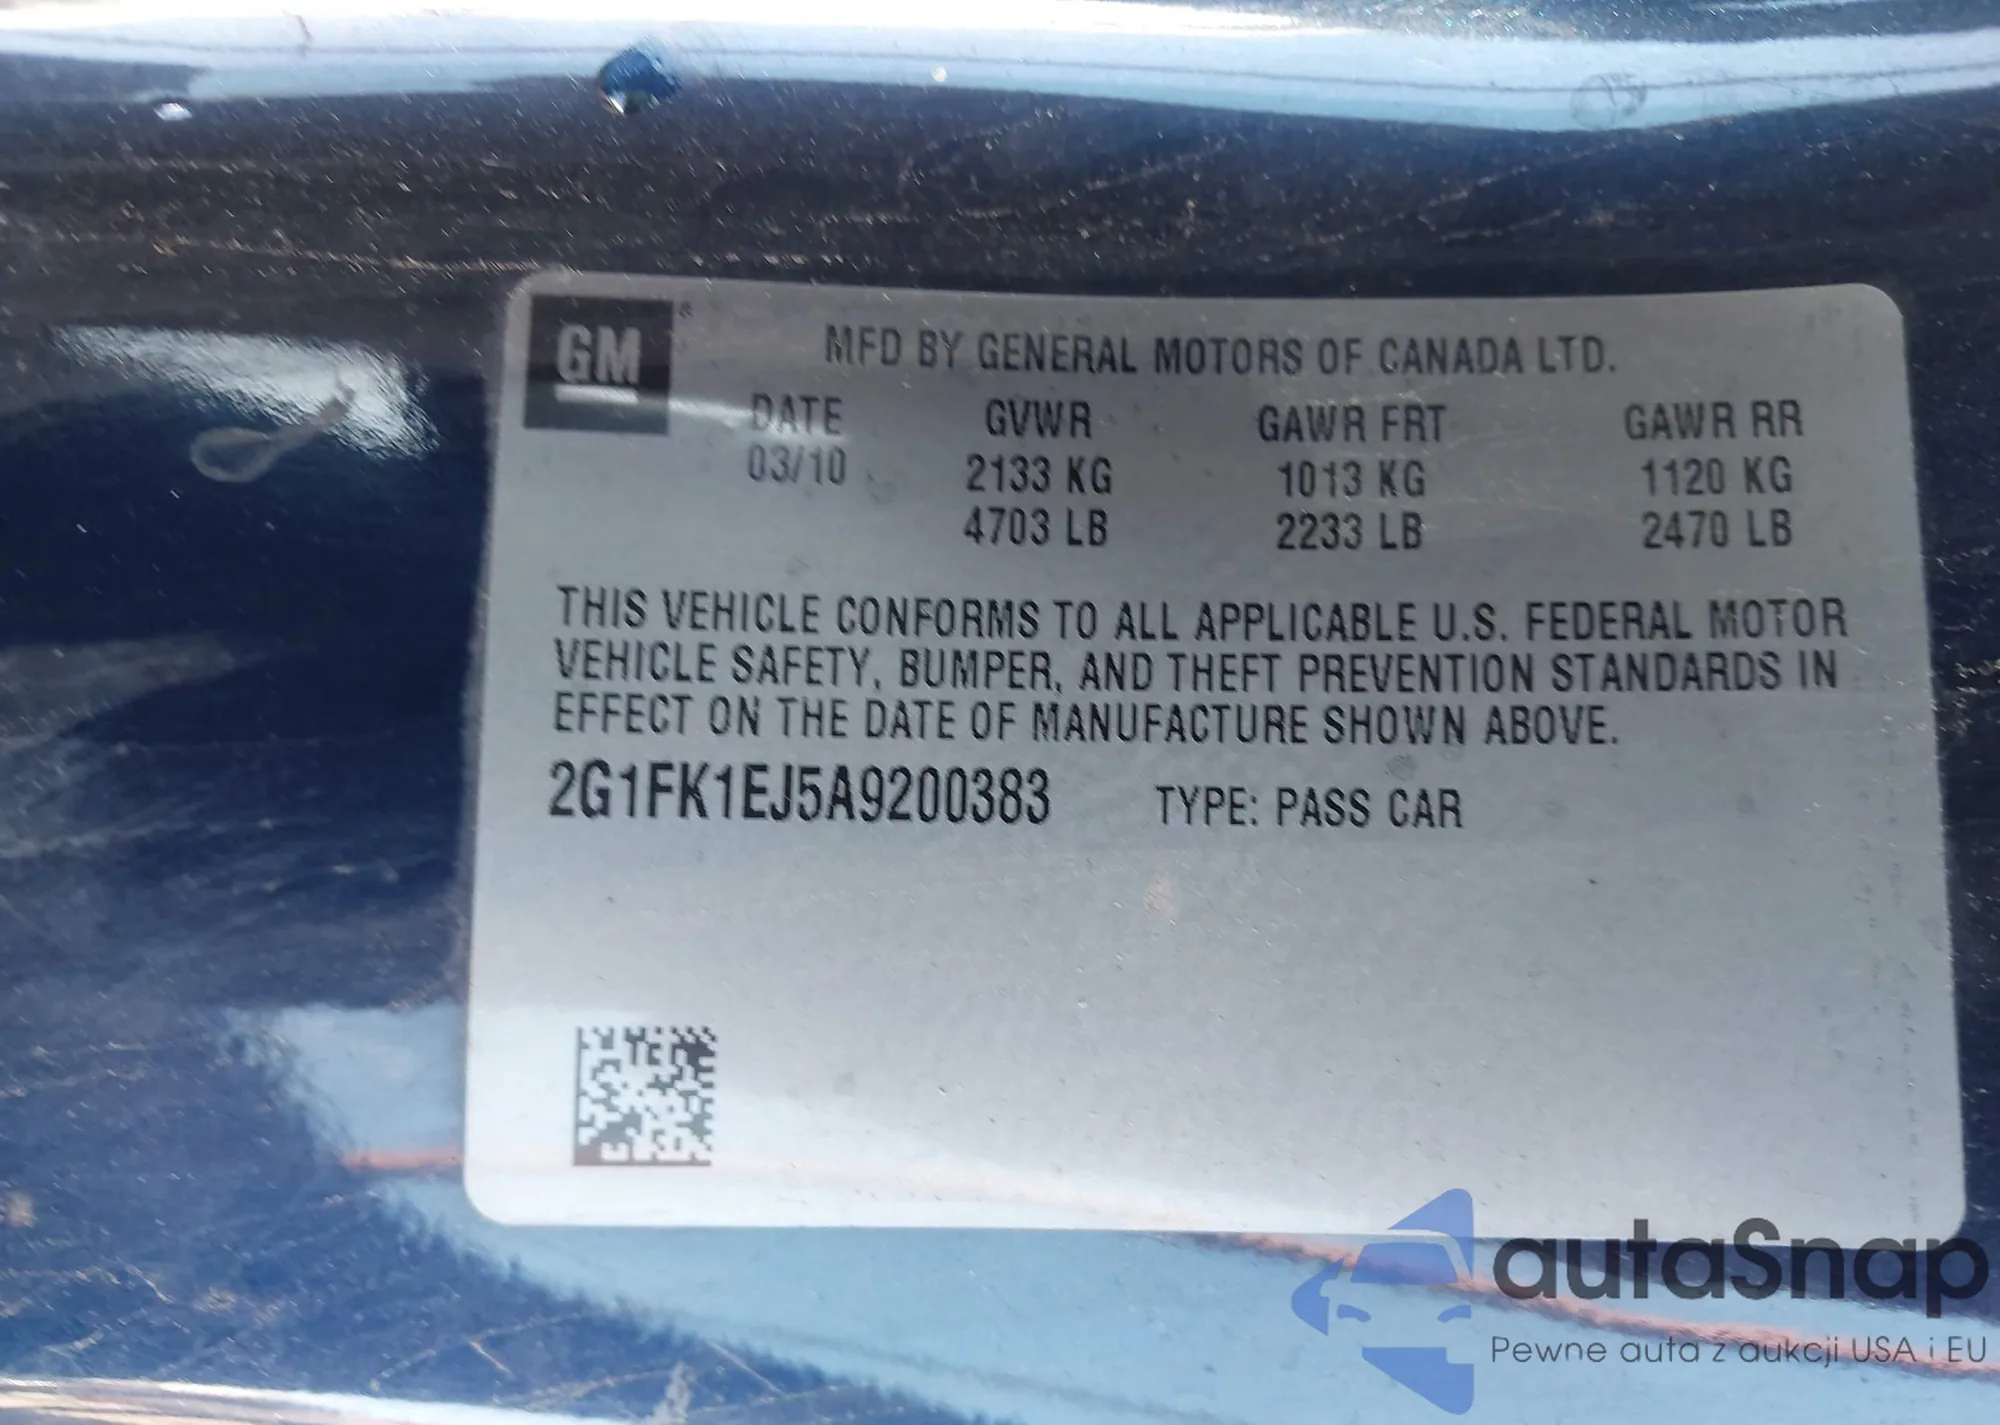 GM®
MFD BY GENERAL MOTORS OF CANADA LTD.
DATE GVWR GAWR FRT GAWR RR
03/10 2133 KG 1013 KG 1120 KG
4703 LB 2233 LB 2470 LB
THIS VEHICLE CONFORMS TO ALL APPLICABLE U.S. FEDERAL MOTOR
VEHICLE SAFETY, BUMPER, AND THEFT PREVENTION STANDARDS IN
EFFECT ON THE DATE OF MANUFACTURE SHOWN ABOVE.
2G1FK1EJ5A9200383 TYPE: PASS CAR
autaSnap
Pewne auta z aukcji USA i EU